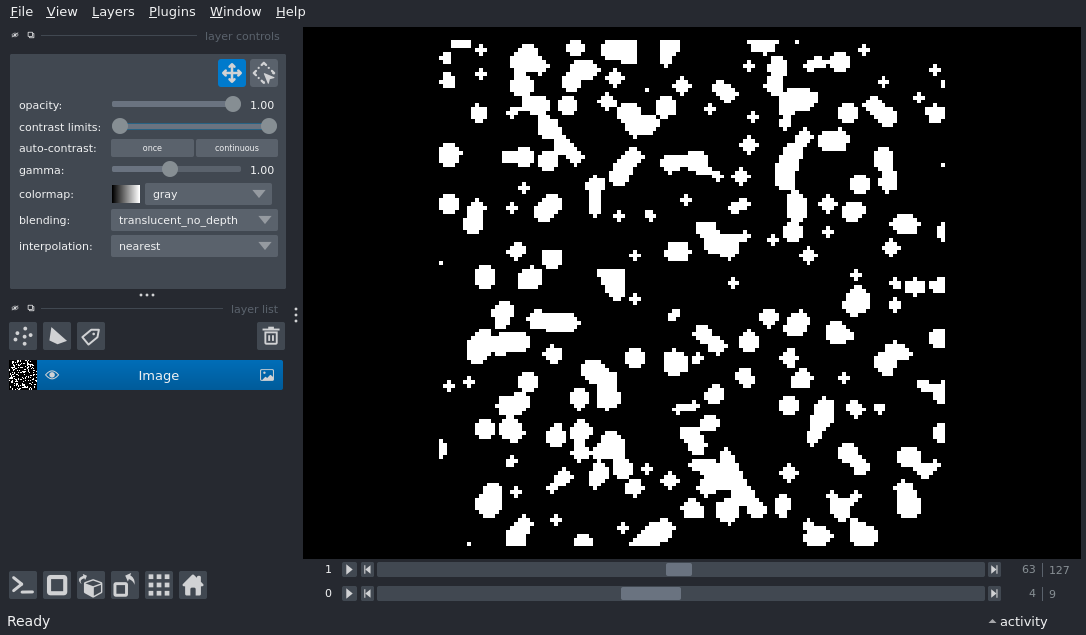 File View Layers Plugins Window Help
layer controls
opacity: 1.00
contrast limits:
auto-contrast: once continuous
gamma: 1.00
colormap: gray
blending: translucent_no_depth
interpolation: nearest
layer list
Image
1 63 127
0 4 9
Ready activity